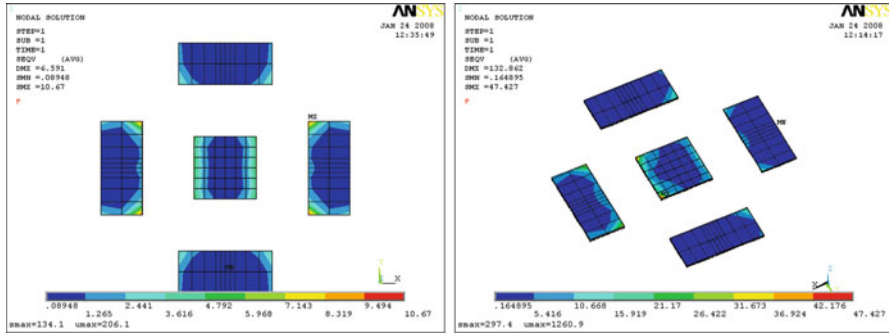 NODAL SOLUTION
STEP=1
SUB =1
TIME=1
SEQV (AVG)
DMX =6.591
SMN =.08948
SMX =10.67
F
ANSYS
JAN 24 2008
12:35:49
MX
MN
Y
Z X
.08948 2.441 4.792 7.143 9.494
1.265 3.616 5.968 8.319 10.67
smax=134.1 umax=206.1
1
NODAL SOLUTION
STEP=1
SUB =1
TIME=1
SEQV (AVG)
DMX =132.862
SMN =.164895
SMX =47.427
F
ANSYS
JAN 24 2008
12:14:17
MN
Z
X
.164895 10.668 21.17 31.673 42.176
5.416 15.919 26.422 36.924 47.427
smax=297.4 umax=1260.9